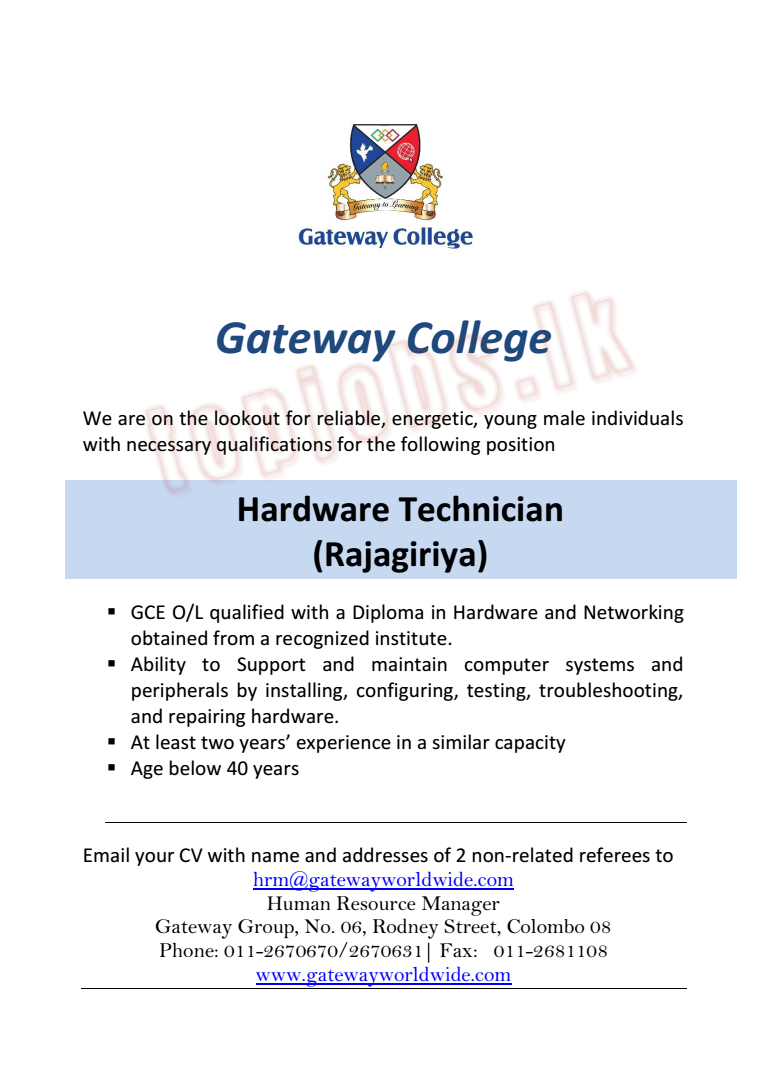 Gateway to Learning
Gateway College
Gateway College
topjobs.lk
We are on the lookout for reliable, energetic, young male individuals
with necessary qualifications for the following position
Hardware Technician
(Rajagiriya)
▪ GCE O/L qualified with a Diploma in Hardware and Networking
obtained from a recognized institute.
▪ Ability to Support and maintain computer systems and
peripherals by installing, configuring, testing, troubleshooting,
and repairing hardware.
▪ At least two years’ experience in a similar capacity
▪ Age below 40 years
Email your CV with name and addresses of 2 non-related referees to
hrm@gatewayworldwide.com
Human Resource Manager
Gateway Group, No. 06, Rodney Street, Colombo 08
Phone: 011-2670670/2670631| Fax: 011-2681108
www.gatewayworldwide.com